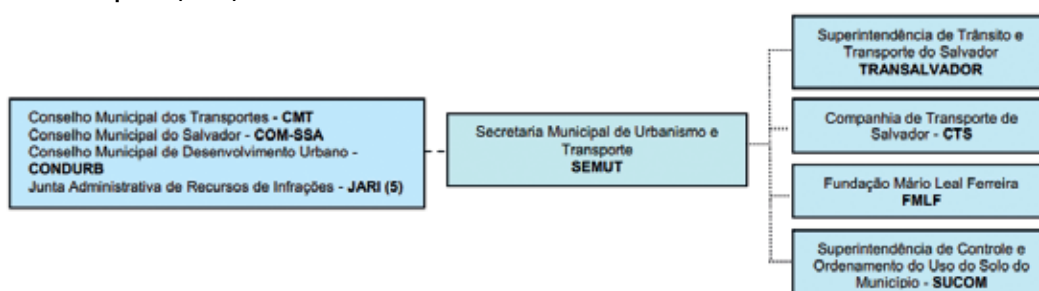 Conselho Municipal dos Transportes - CMT
Conselho Municipal do Salvador - COM-SSA
Conselho Municipal de Desenvolvimento Urbano -
CONDURB
Junta Administrativa de Recursos de Infrações - JARI (5)
Secretaria Municipal de Urbanismo e
Transporte
SEMUT
Superintendência de Trânsito e
Transporte do Salvador
TRANSALVADOR
Companhia de Transporte de
Salvador - CTS
Fundação Mário Leal Ferreira
FMLF
Superintendência de Controle e
Ordenamento do Uso do Solo do
Município - SUCOM